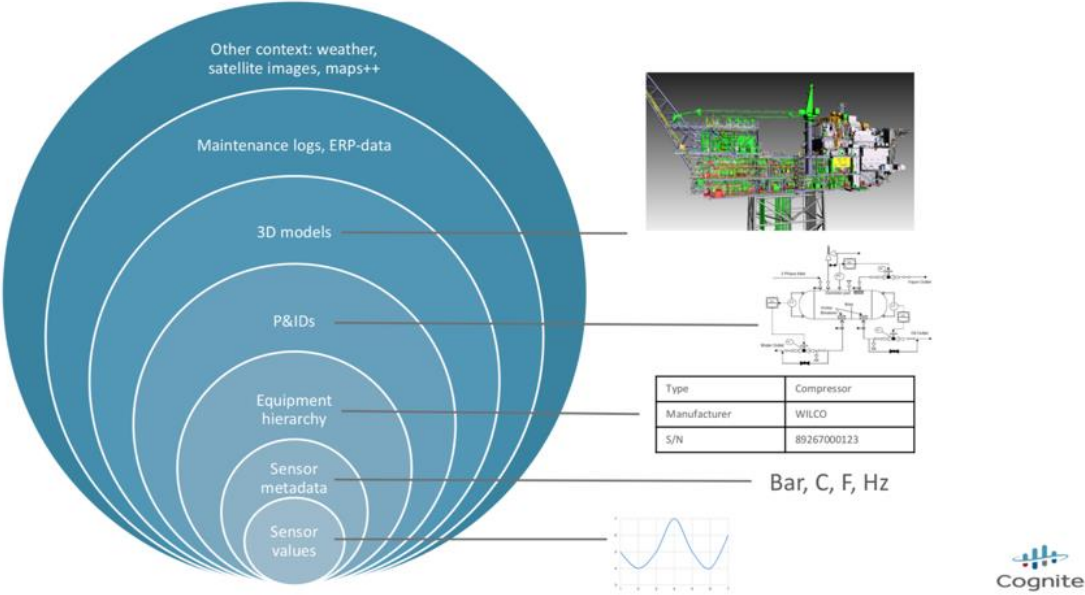 Other context: weather,
satellite images, maps++
Maintenance logs, ERP-data
3D models
P&IDs
Equipment
hierarchy
Sensor
metadata
Sensor
values
Type Compressor
Manufacturer WILCO
S/N 89267000123
Bar, C, F, Hz
Cognite